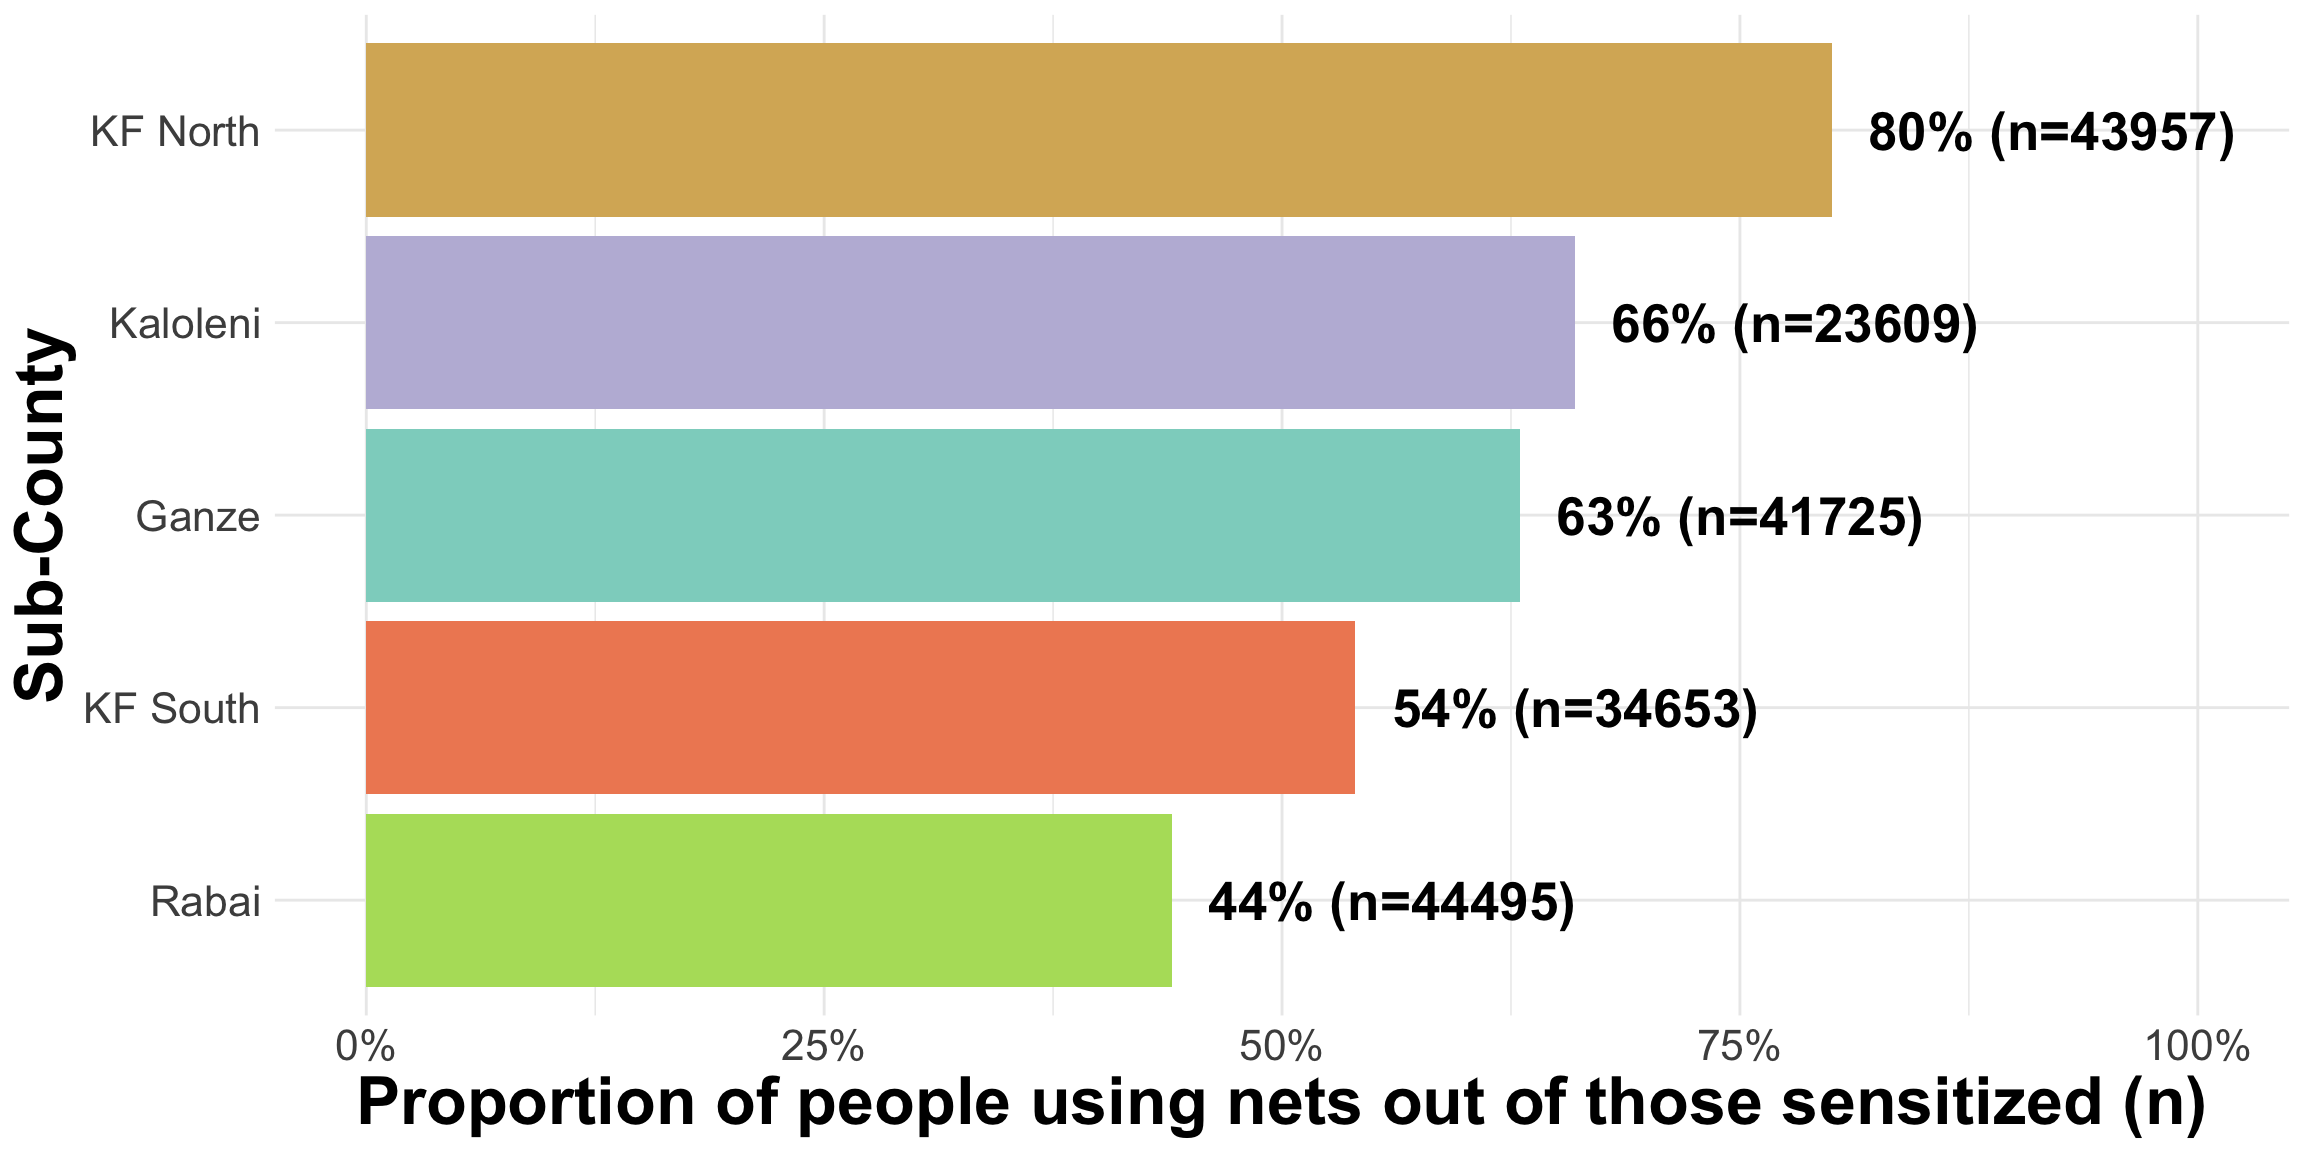 Sub-County
KF North
80% (n=43957)
Kaloleni
66% (n=23609)
Ganze
63% (n=41725)
KF South
54% (n=34653)
Rabai
44% (n=44495)
0% 25% 50% 75% 100%
Proportion of people using nets out of those sensitized (n)